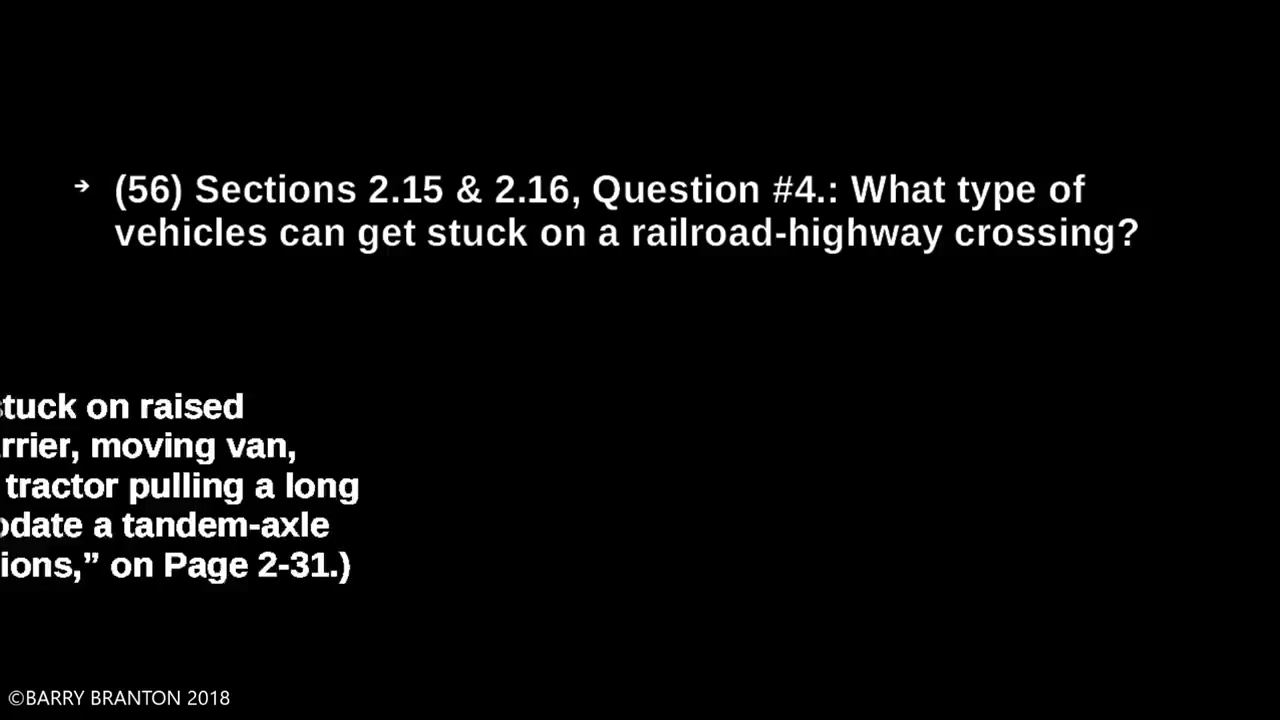 ➔ (56) Sections 2.15 & 2.16, Question #4.: What type of
vehicles can get stuck on a railroad-highway crossing?
stuck on raised
rrier, moving van,
tractor pulling a long
odate a tandem-axle
ions,” on Page 2-31.)
©BARRY BRANTON 2018